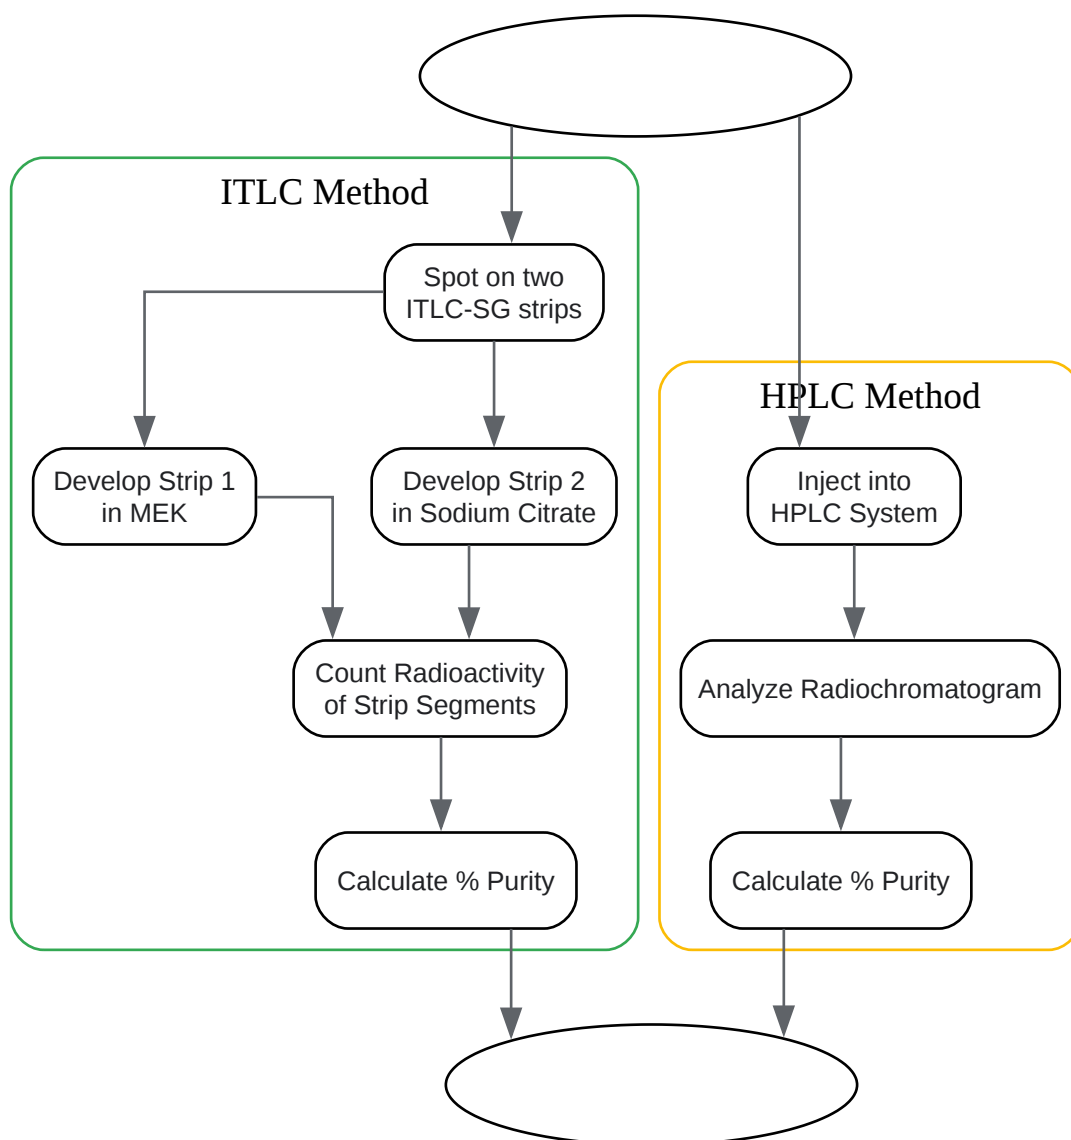 ITLC Method
Spot on two
ITLC-SG strips
Develop Strip 1
in MEK
Develop Strip 2
in Sodium Citrate
Count Radioactivity
of Strip Segments
Calculate % Purity
HPLC Method
Inject into
HPLC System
Analyze Radiochromatogram
Calculate % Purity